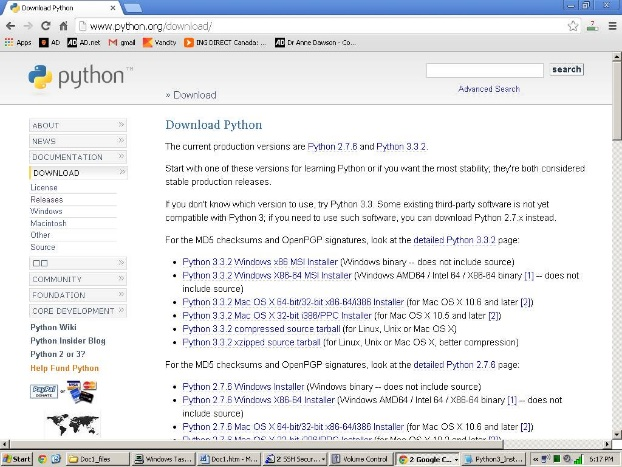 Download Python
www.python.org/download/
Apps
AD
AD.net
gmail
Vancity
ING DIRECT Canada: ...
Dr Anne Dawson - Co...
python™
search
» Download
Advanced Search
ABOUT »
NEWS »
DOCUMENTATION »
DOWNLOAD »
License
Releases
Windows
Macintosh
Other
Source
COMMUNITY »
FOUNDATION »
CORE DEVELOPMENT »
Python Wiki
Python Insider Blog
Python 2 or 3?
Help Fund Python
PayPal
DONATE
Download Python
The current production versions are Python 2.7.6 and Python 3.3.2.
Start with one of these versions for learning Python or if you want the most stability; they're both considered
stable production releases.
If you don't know which version to use, try Python 3.3. Some existing third-party software is not yet
compatible with Python 3; if you need to use such software, you can download Python 2.7.x instead.
For the MD5 checksums and OpenPGP signatures, look at the detailed Python 3.3.2 page:
• Python 3.3.2 Windows x86 MSI Installer (Windows binary -- does not include source)
• Python 3.3.2 Windows X86-64 MSI Installer (Windows AMD64 / Intel 64 / X86-64 binary [1] -- does not
include source)
• Python 3.3.2 Mac OS X 64-bit/32-bit x86-64/i386 Installer (for Mac OS X 10.6 and later [2])
• Python 3.3.2 Mac OS X 32-bit i386/PPC Installer (for Mac OS X 10.5 and later [2])
• Python 3.3.2 compressed source tarball (for Linux, Unix or Mac OS X)
• Python 3.3.2 xzipped source tarball (for Linux, Unix or Mac OS X, better compression)
For the MD5 checksums and OpenPGP signatures, look at the detailed Python 2.7.6 page:
• Python 2.7.6 Windows Installer (Windows binary -- does not include source)
• Python 2.7.6 Windows X86-64 Installer (Windows AMD64 / Intel 64 / X86-64 binary [1] -- does not
include source)
• Python 2.7.6 Mac OS X 64-bit/32-bit x86-64/i386 Installer (for Mac OS X 10.6 and later [2])
Start
Doc1_files
Windows Tas...
Doc1.htm - M...
2 SSH Secur...
Volume Control
2 Google C...
Python3_Inst...
5:17 PM